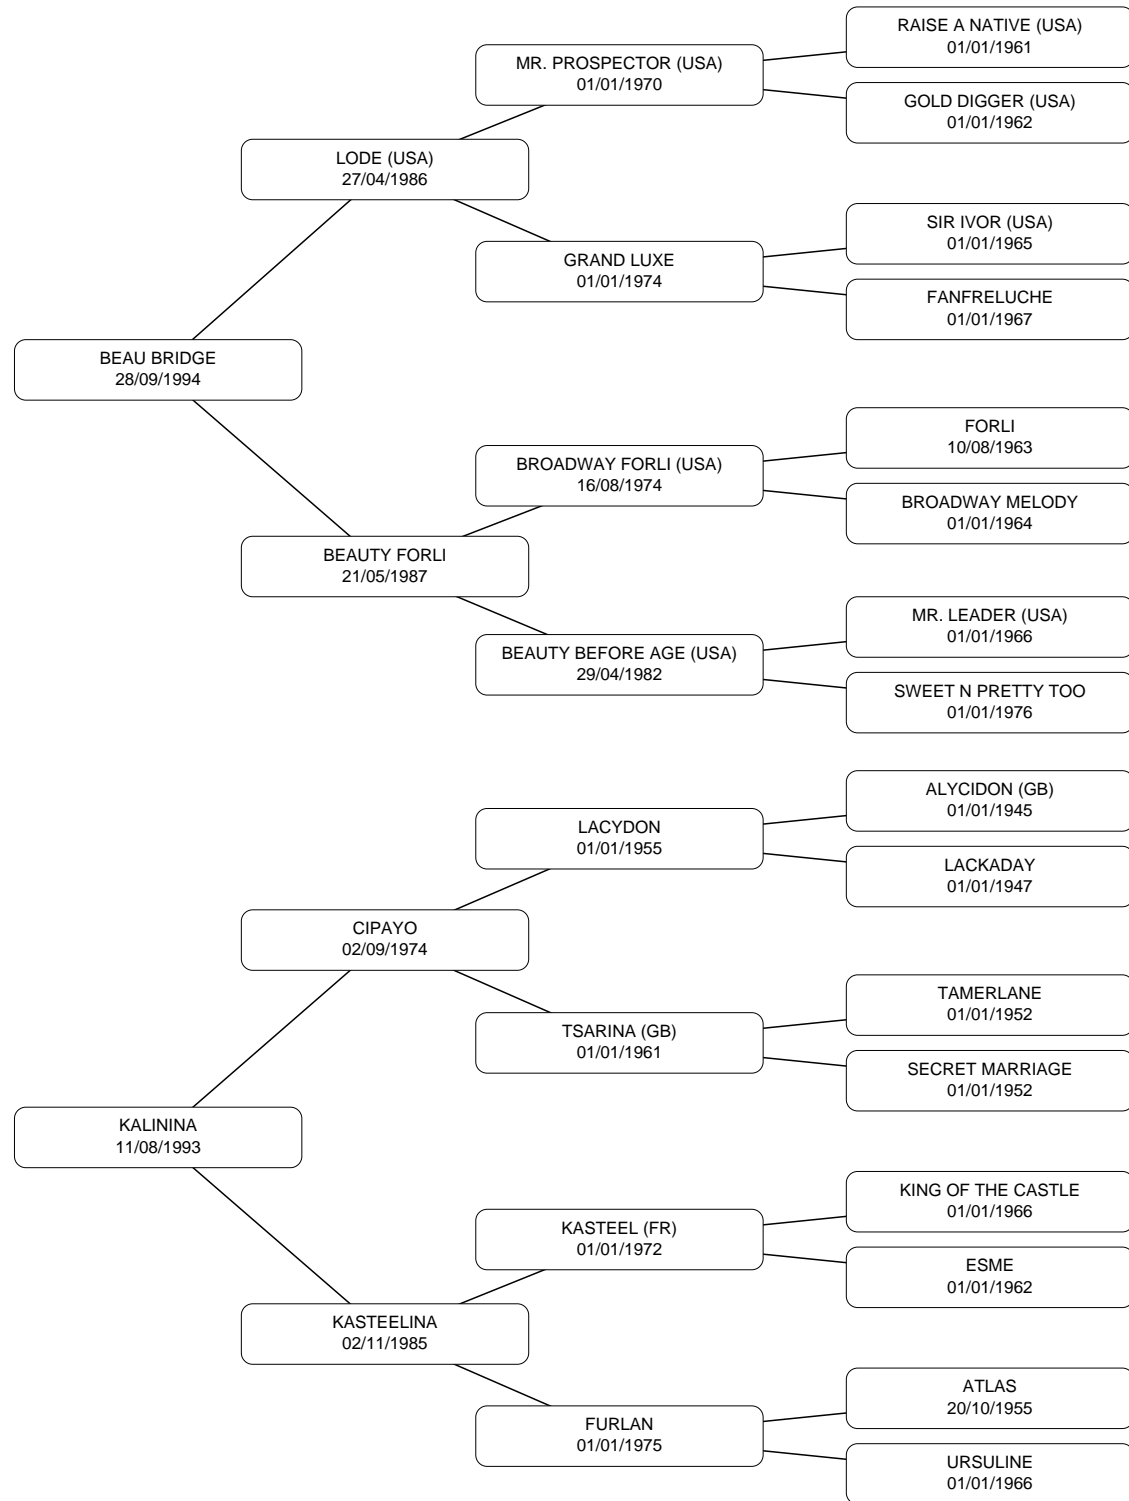 RAISE A NATIVE (USA)
01/01/1961
MR. PROSPECTOR (USA)
01/01/1970
GOLD DIGGER (USA)
01/01/1962
LODE (USA)
27/04/1986
SIR IVOR (USA)
01/01/1965
GRAND LUXE
01/01/1974
FANFRELUCHE
01/01/1967
BEAU BRIDGE
28/09/1994
FORLI
10/08/1963
BROADWAY FORLI (USA)
16/08/1974
BROADWAY MELODY
01/01/1964
BEAUTY FORLI
21/05/1987
MR. LEADER (USA)
01/01/1966
BEAUTY BEFORE AGE (USA)
29/04/1982
SWEET N PRETTY TOO
01/01/1976
ALYCIDON (GB)
01/01/1945
LACYDON
01/01/1955
LACKADAY
01/01/1947
CIPAYO
02/09/1974
TAMERLANE
01/01/1952
TSARINA (GB)
01/01/1961
SECRET MARRIAGE
01/01/1952
KALININA
11/08/1993
KING OF THE CASTLE
01/01/1966
KASTEEL (FR)
01/01/1972
ESME
01/01/1962
KASTEELINA
02/11/1985
ATLAS
20/10/1955
FURLAN
01/01/1975
URSULINE
01/01/1966